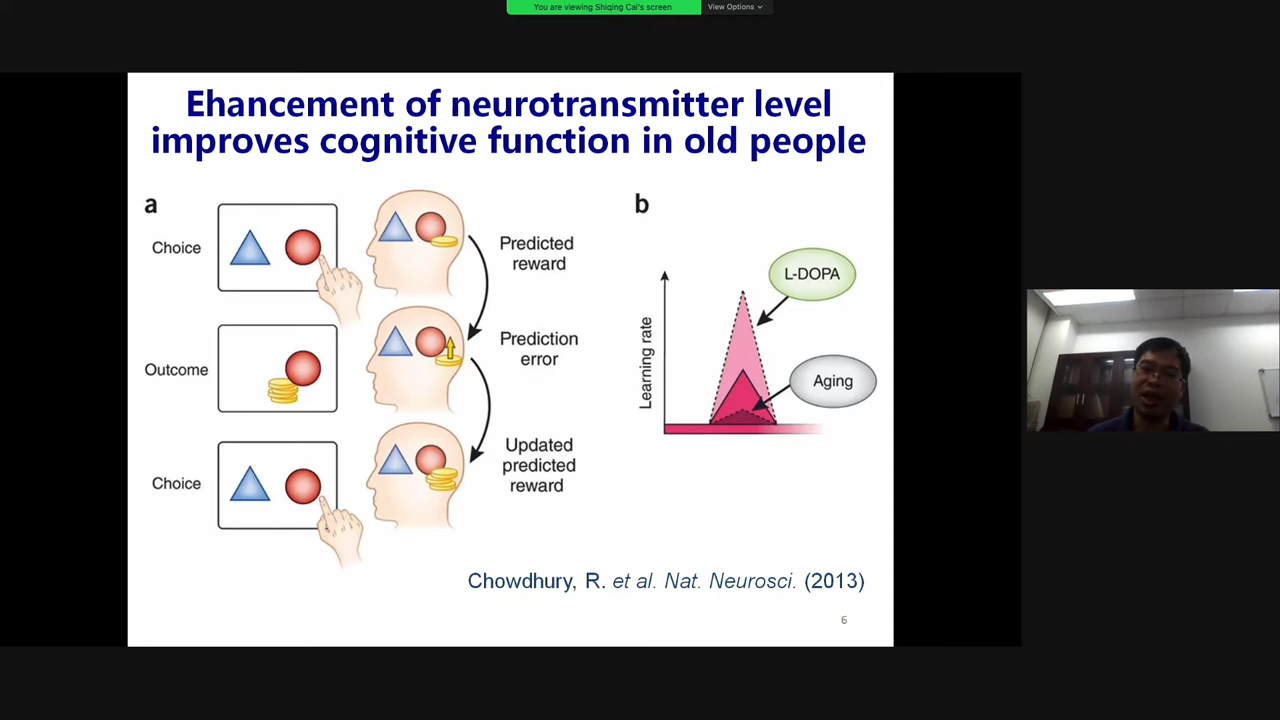 You are viewing Shiqing Cai's screen
View Options
Ehancement of neurotransmitter level
improves cognitive function in old people
a
Choice
Predicted
reward
Prediction
error
Outcome
Updated
predicted
reward
Choice
b
L-DOPA
Aging
Learning rate
Chowdhury, R. et al. Nat. Neurosci. (2013)
6